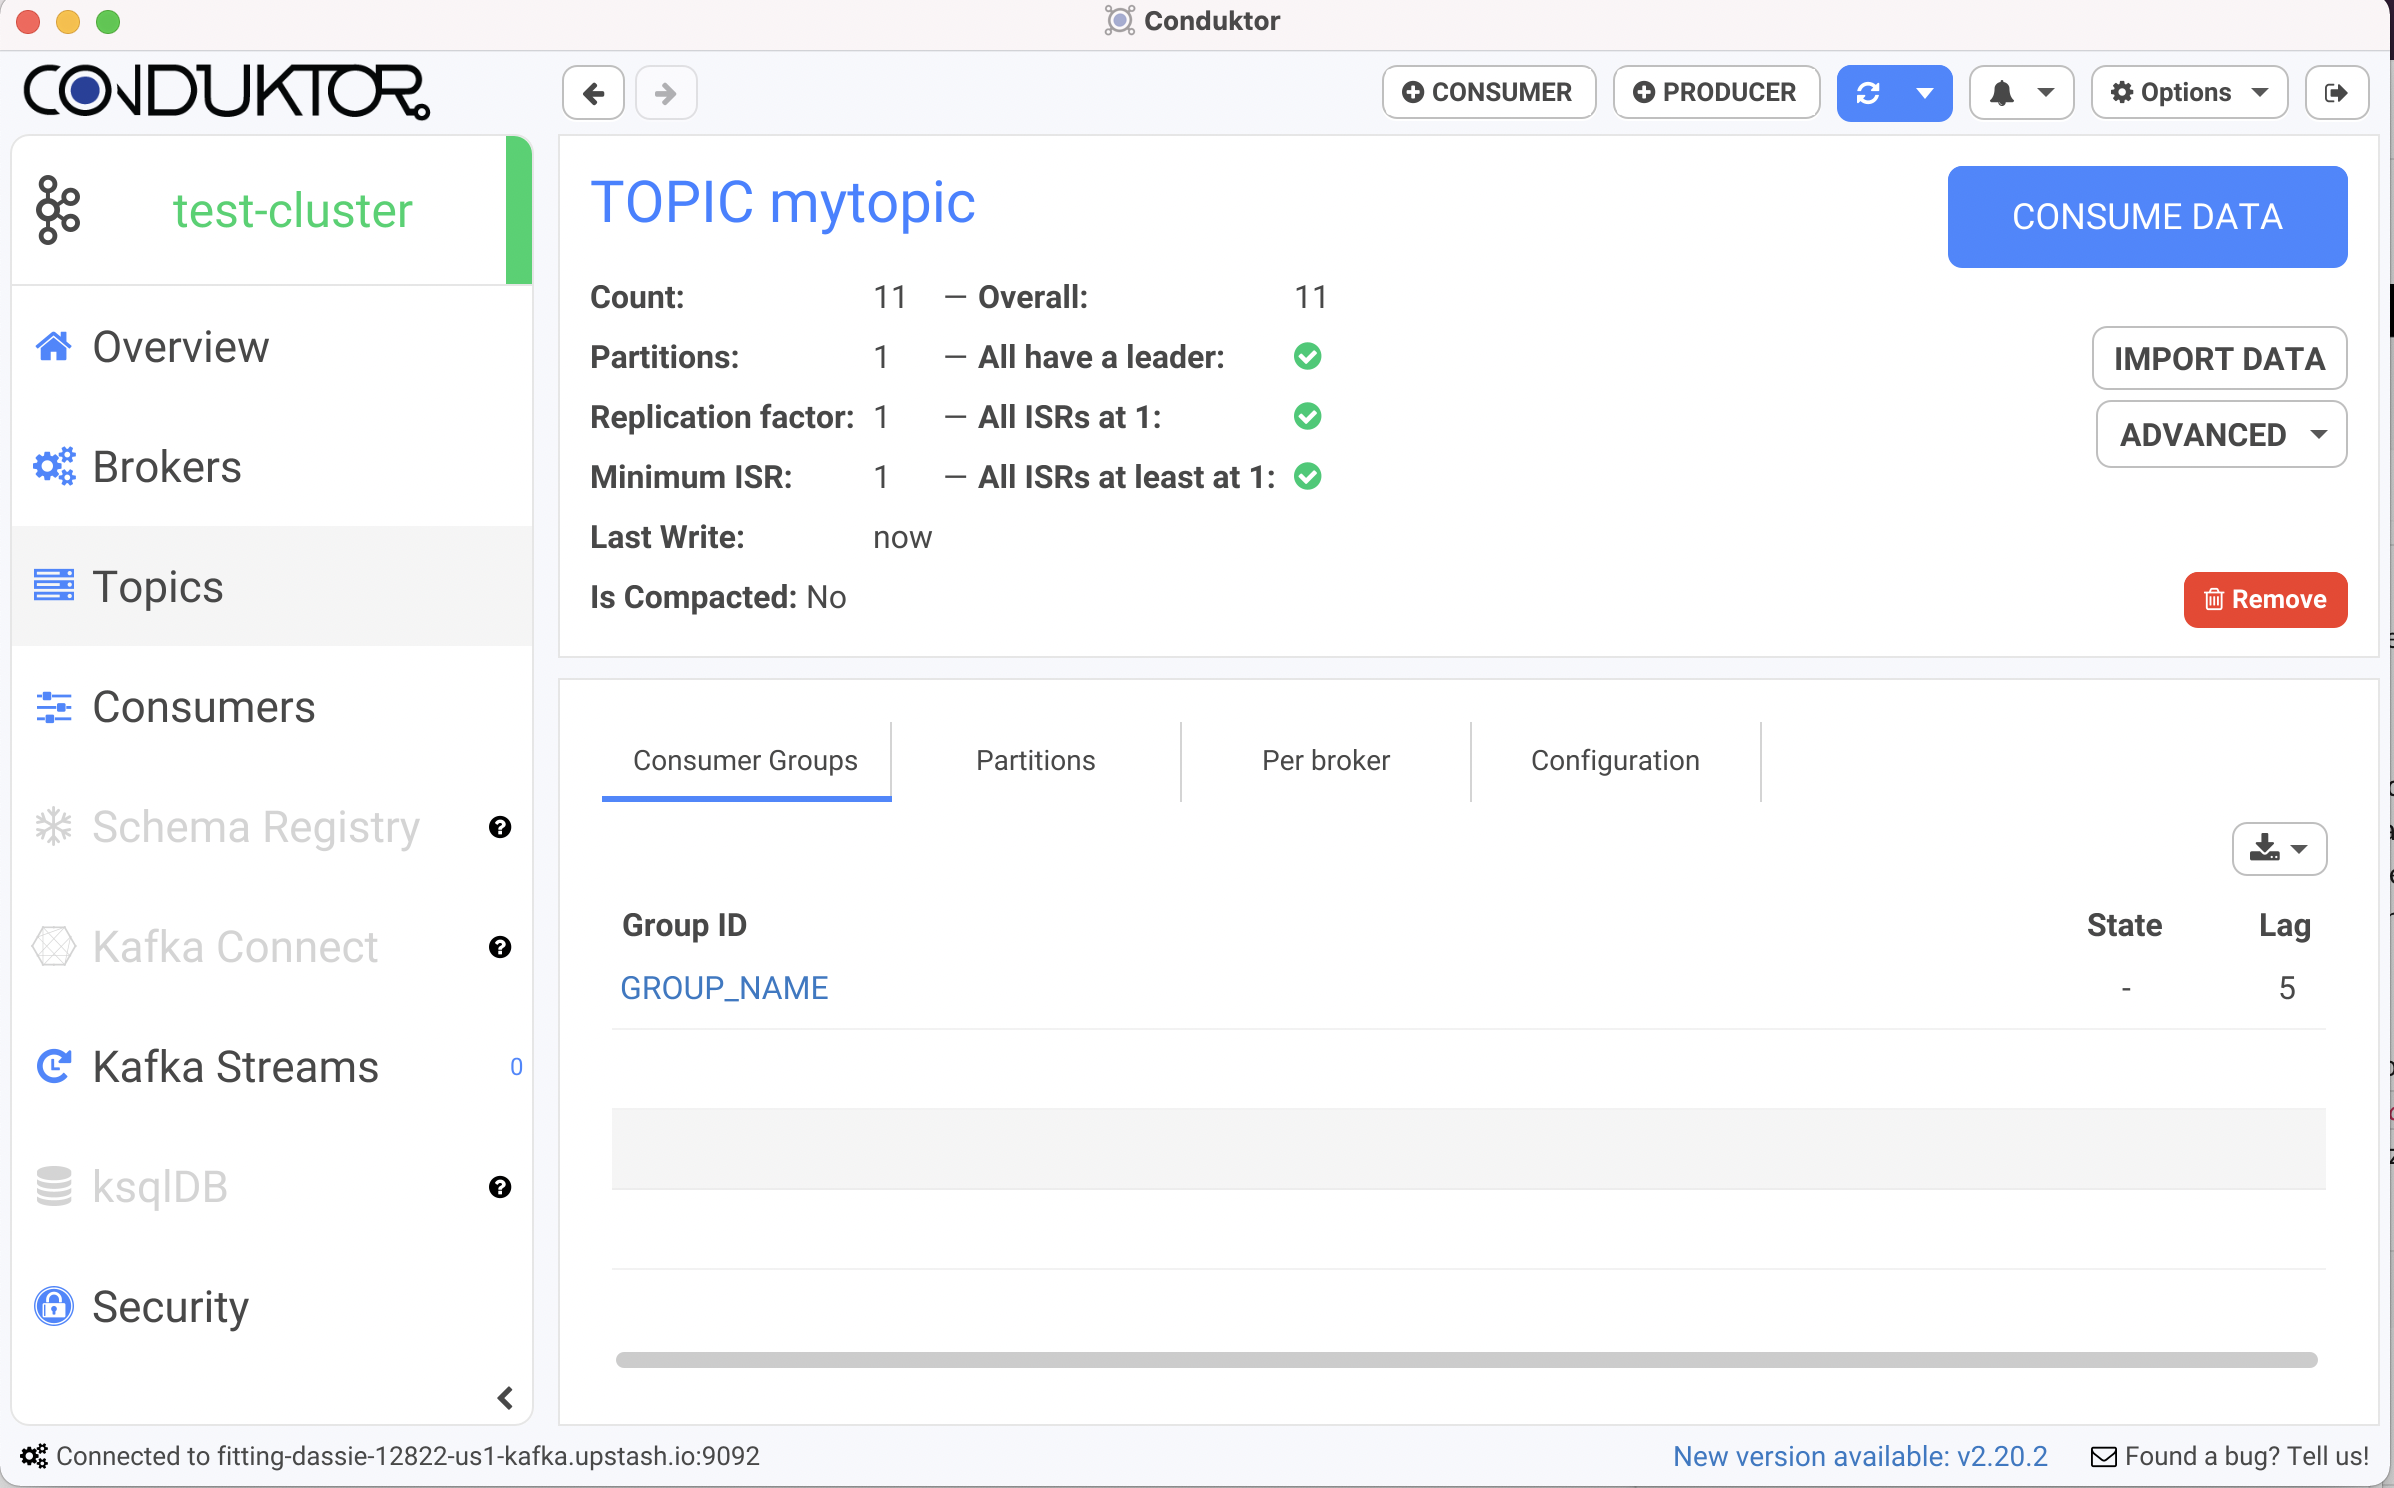 Conduktor
CONDUKTOR
CONSUMER
PRODUCER
Options
test-cluster
Overview
Brokers
Topics
Consumers
Schema Registry
Kafka Connect
Kafka Streams 0
ksqlDB
Security
TOPIC mytopic
CONSUME DATA
Count: 11 — Overall: 11
Partitions: 1 — All have a leader:
Replication factor: 1 — All ISRs at 1:
Minimum ISR: 1 — All ISRs at least at 1:
Last Write: now
Is Compacted: No
IMPORT DATA
ADVANCED
Remove
Consumer Groups Partitions Per broker Configuration
Group ID State Lag
GROUP_NAME - 5
Connected to fitting-dassie-12822-us1-kafka.upstash.io:9092
New version available: v2.20.2
Found a bug? Tell us!